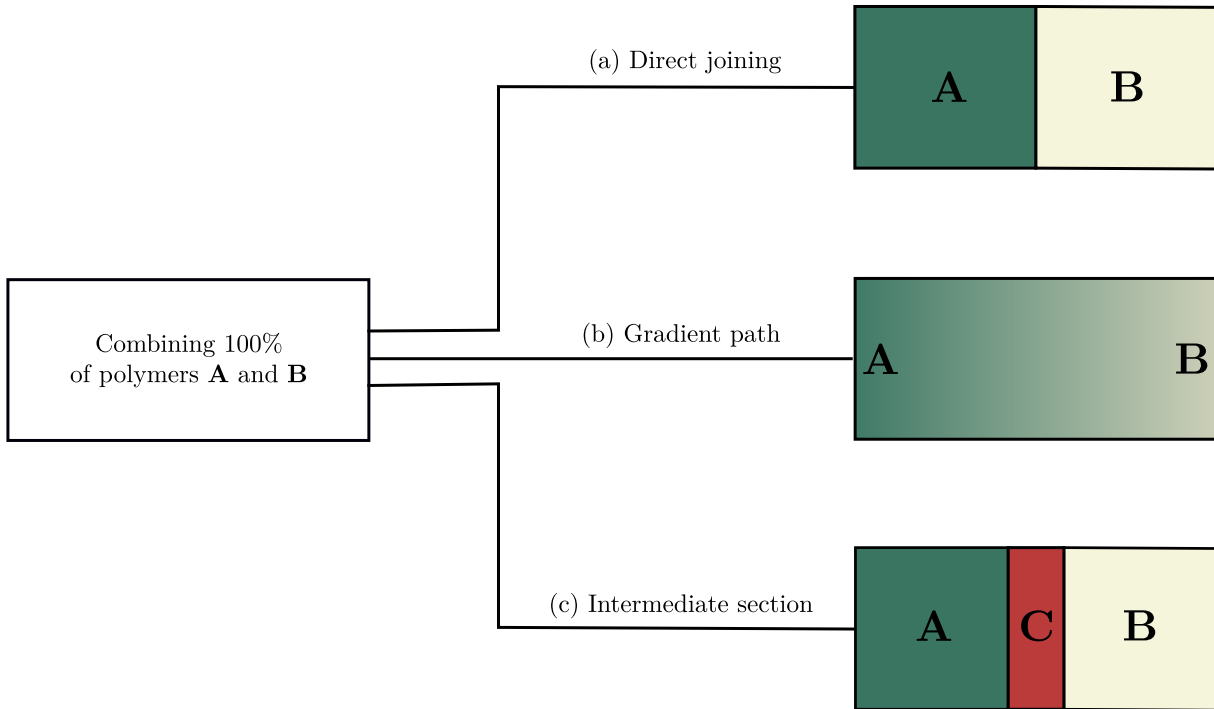 (a) Direct joining
A
B
Combining 100%
of polymers A and B
(b) Gradient path
A
B
(c) Intermediate section
A
C
B